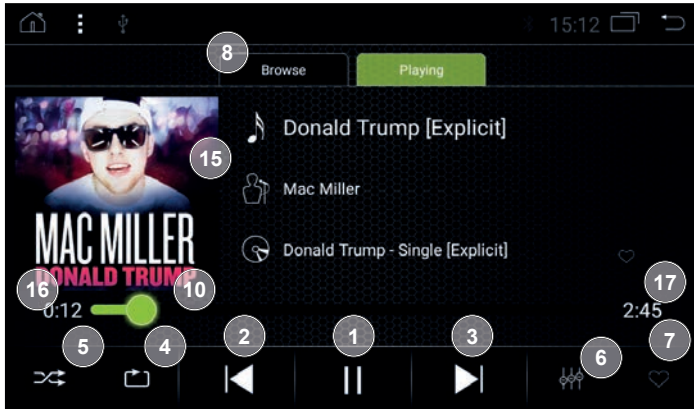 15:12
8
Browse Playing
Donald Trump [Explicit]
15
Mac Miller
MAC MILLER
DONALD TRUMP
Donald Trump - Single [Explicit]
16 10 17
0:12 2:45
5 4 2 1 3 6 7